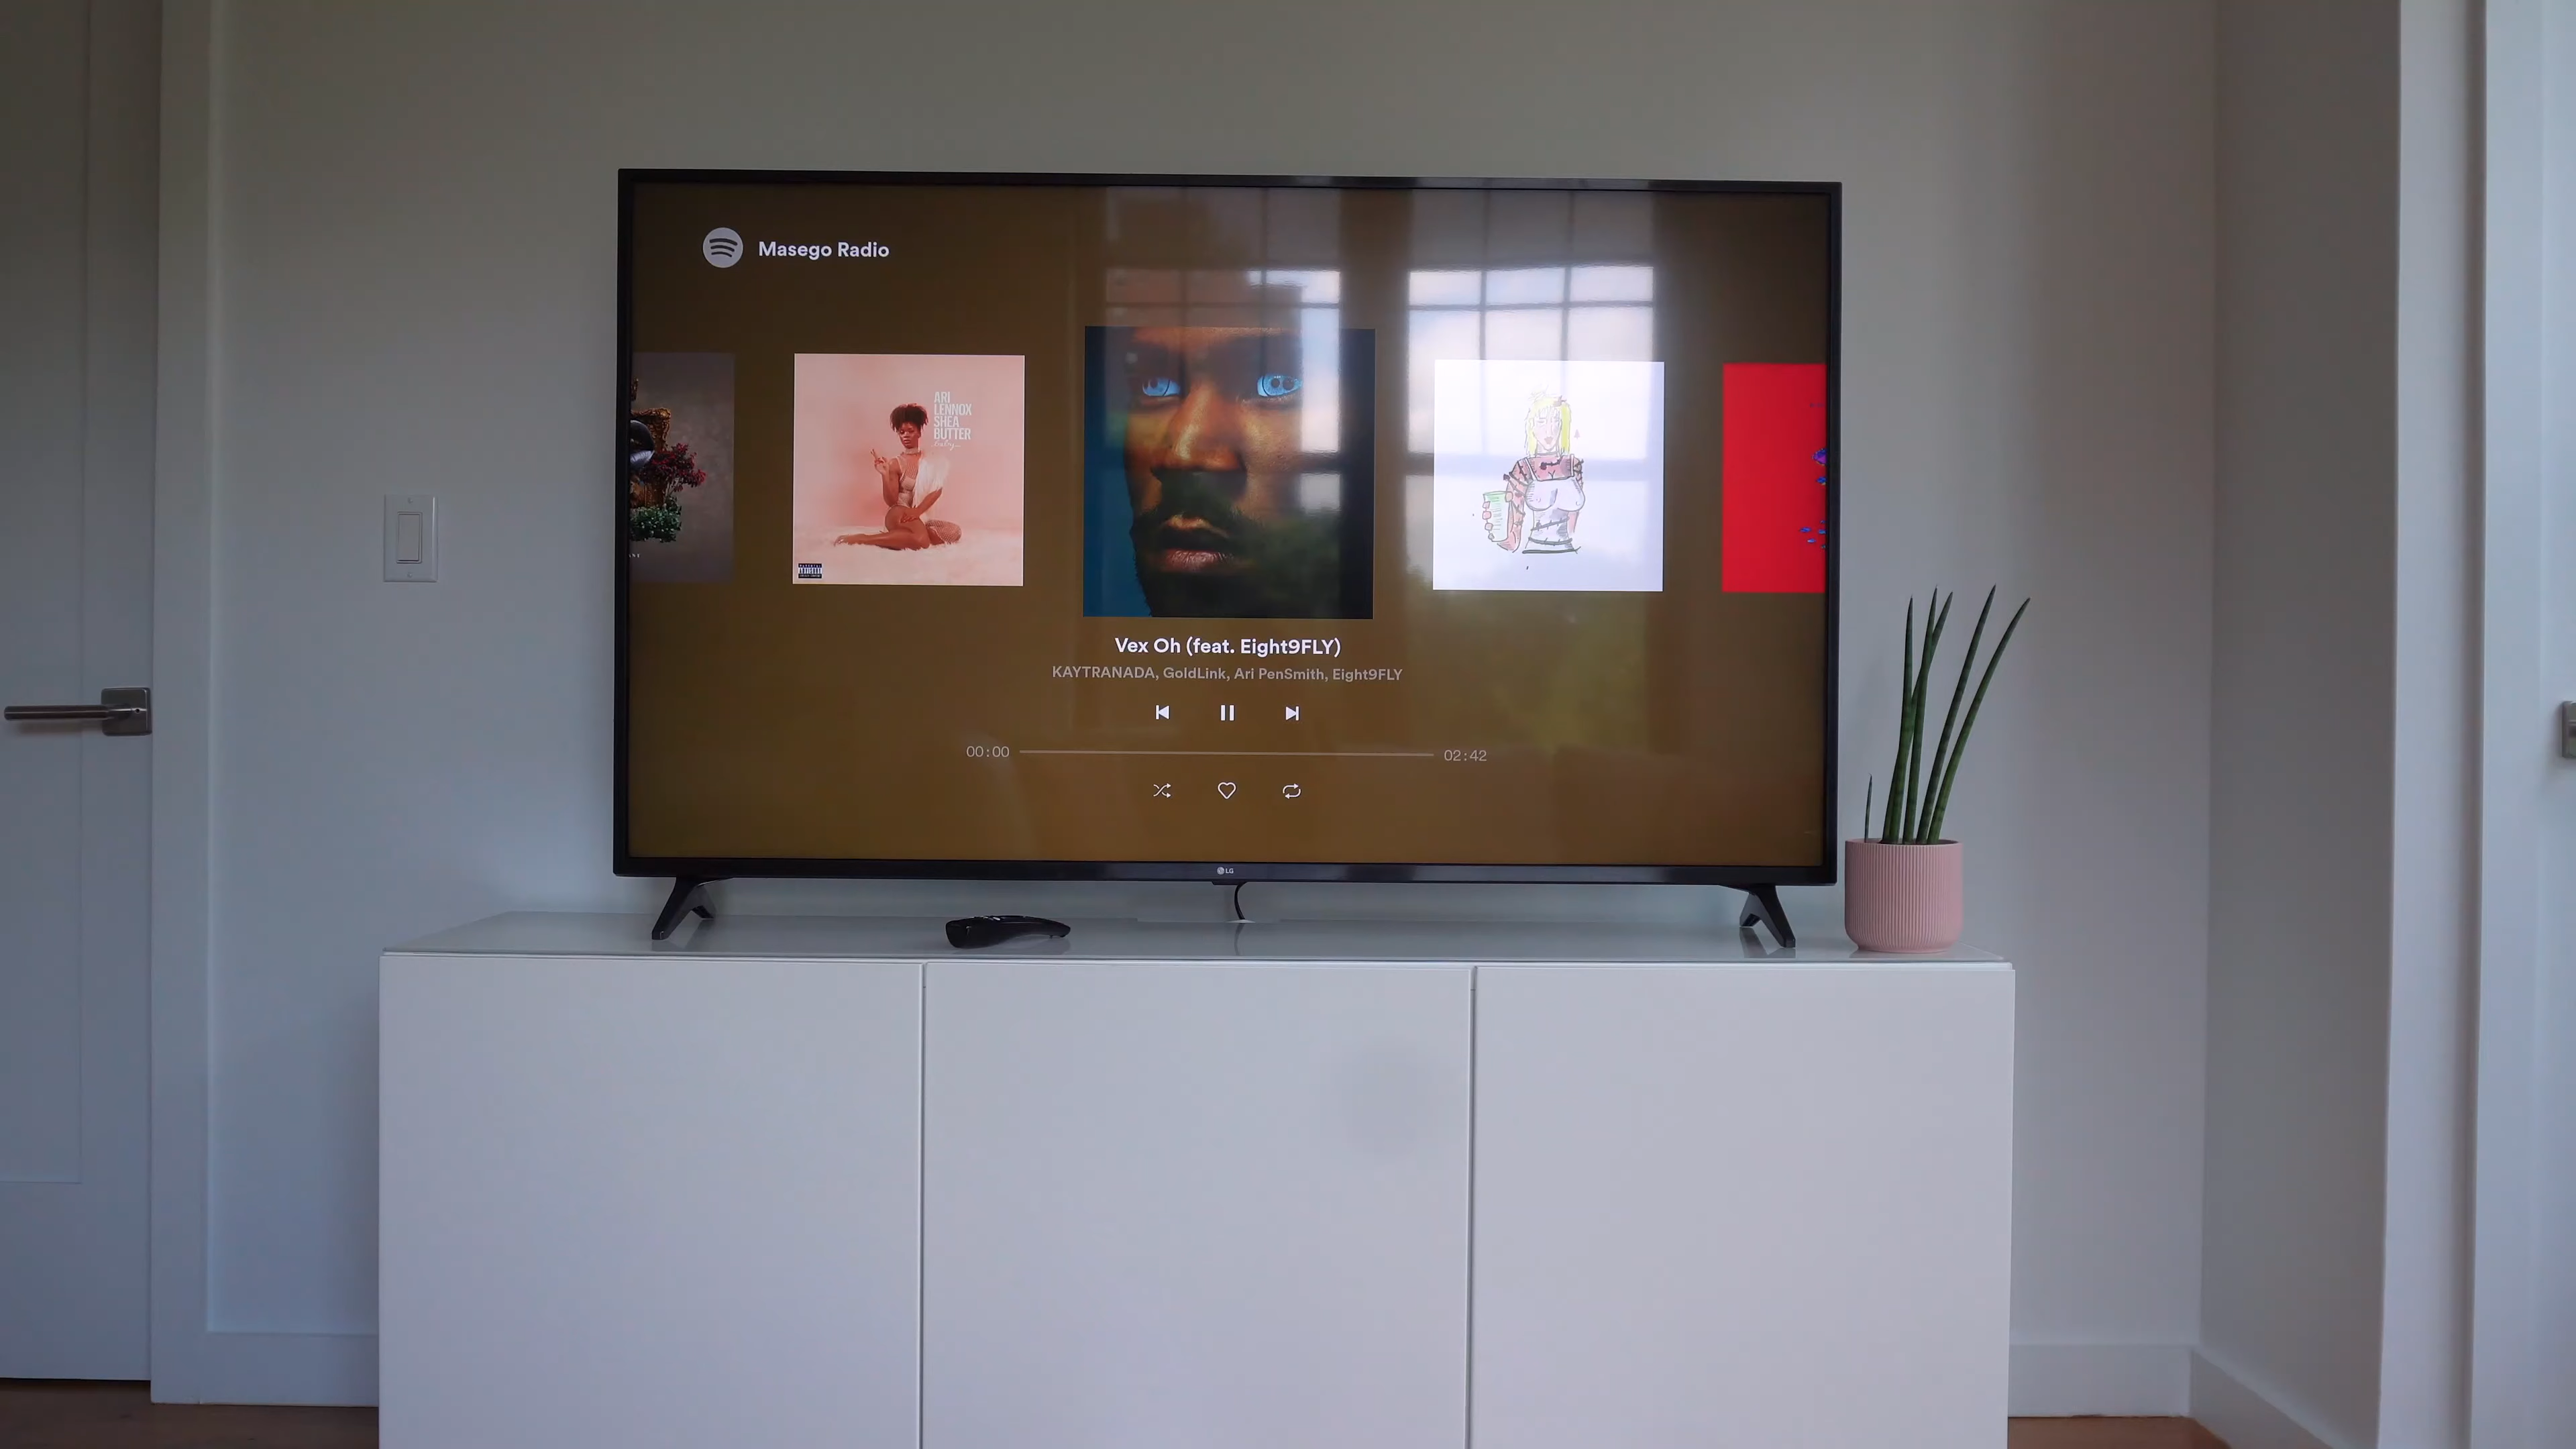 Masego Radio
ARI
LENNOX
SHEA
BUTTER
baby
Vex Oh (feat. Eight9FLY)
KAYTRANADA, GoldLink, Ari PenSmith, Eight9FLY
00:00
02:42
LG